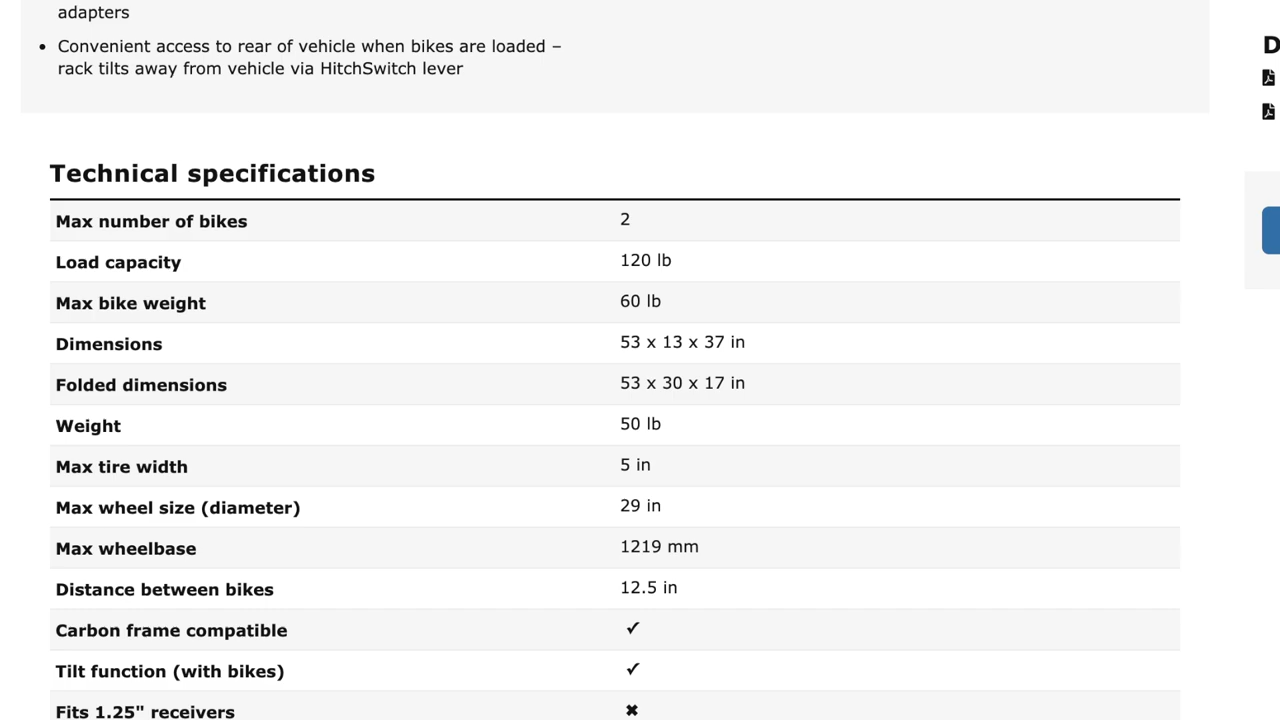 adapters
• Convenient access to rear of vehicle when bikes are loaded –
rack tilts away from vehicle via HitchSwitch lever
D
Technical specifications
Max number of bikes 2
Load capacity 120 lb
Max bike weight 60 lb
Dimensions 53 x 13 x 37 in
Folded dimensions 53 x 30 x 17 in
Weight 50 lb
Max tire width 5 in
Max wheel size (diameter) 29 in
Max wheelbase 1219 mm
Distance between bikes 12.5 in
Carbon frame compatible ✓
Tilt function (with bikes) ✓
Fits 1.25" receivers ✖